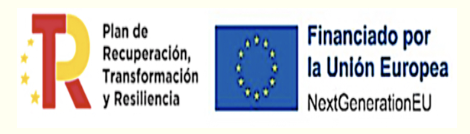 Plan de
Recuperación,
Transformación
y Resiliencia
Financiado por
la Unión Europea
NextGenerationEU